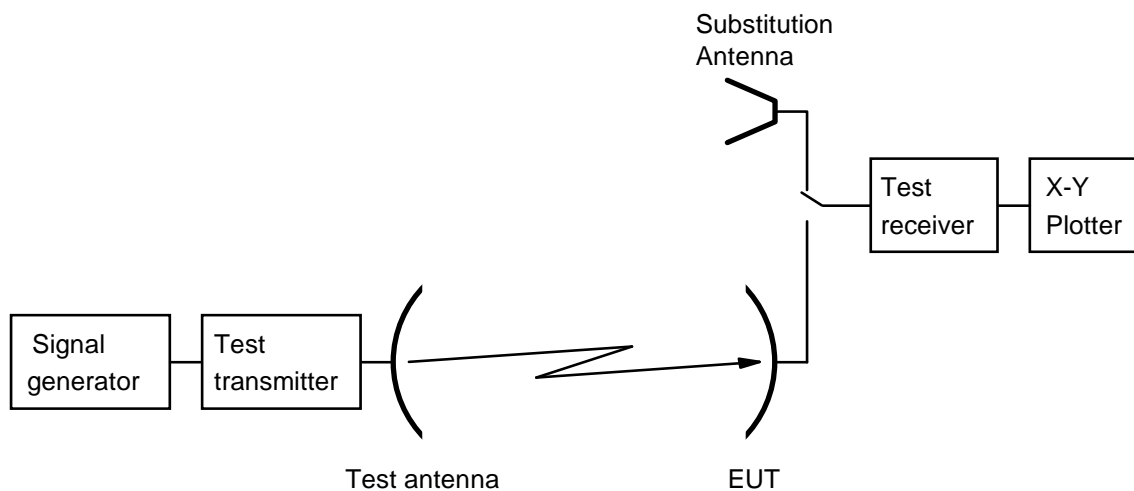 Substitution
Antenna
Test
receiver
X-Y
Plotter
Signal
generator
Test
transmitter
Test antenna
EUT